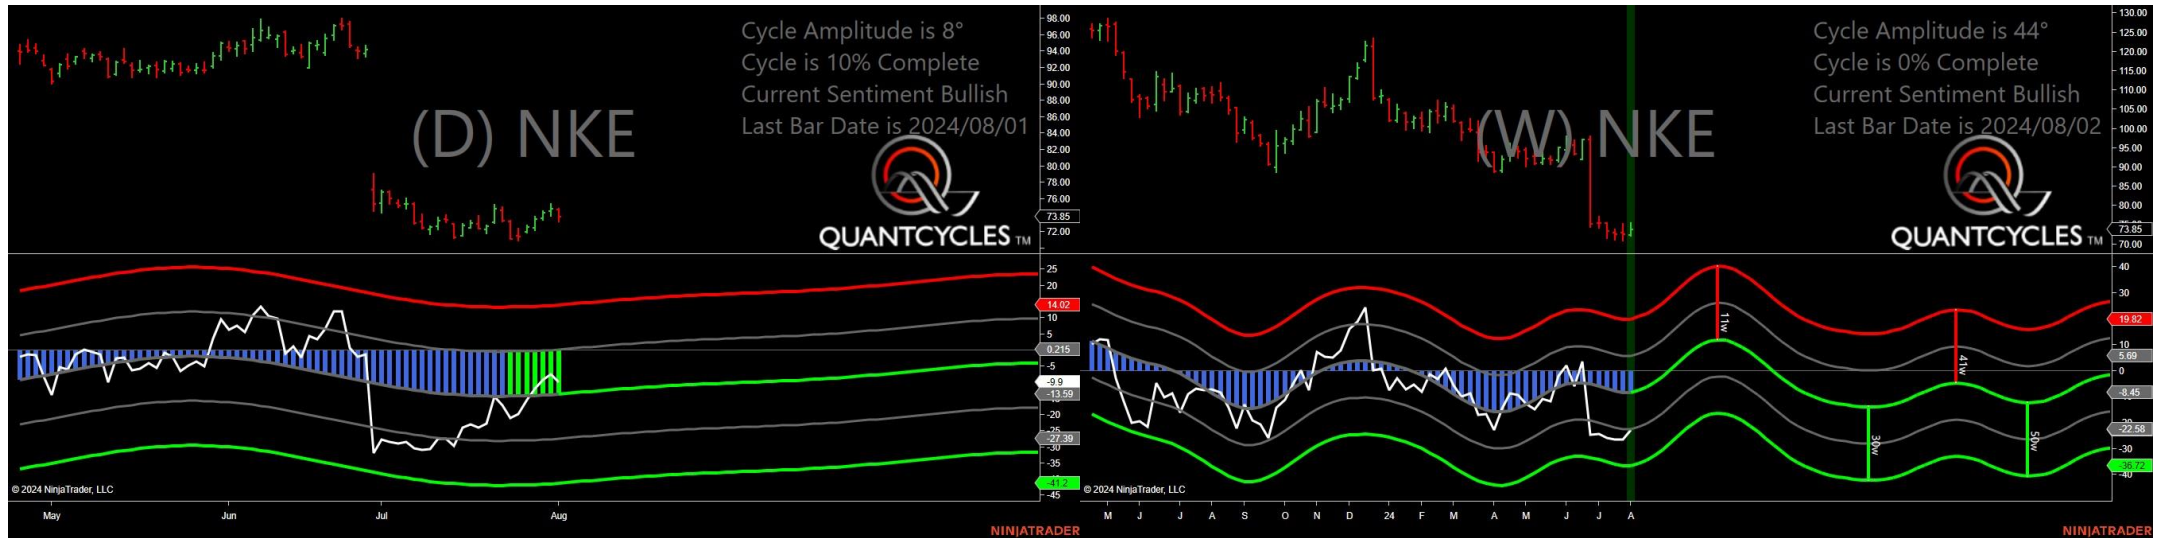 Cycle Amplitude is 8°
Cycle is 10% Complete
Current Sentiment Bullish
Last Bar Date is 2024/08/01
(D) NKE
QUANTCYCLES TM
98.00
96.00
94.00
92.00
90.00
88.00
86.00
84.00
82.00
80.00
78.00
76.00
73.85
72.00
25
20
14.02
10
5
0.215
-5
-9.9
-13.59
-20
-25
-27.39
-30
-35
-41.2
-45
© 2024 NinjaTrader, LLC
May
Jun
Jul
Aug
NINJATRADER
Cycle Amplitude is 44°
Cycle is 0% Complete
Current Sentiment Bullish
Last Bar Date is 2024/08/02
(W) NKE
QUANTCYCLES TM
130.00
125.00
120.00
115.00
110.00
105.00
100.00
95.00
90.00
85.00
80.00
73.85
70.00
40
30
19.82
10
5.69
0
-8.45
-22.58
-30
-36.72
-40
11w
30w
41w
50w
© 2024 NinjaTrader, LLC
M
J
J
A
S
O
N
D
24
F
M
A
M
J
J
A
NINJATRADER